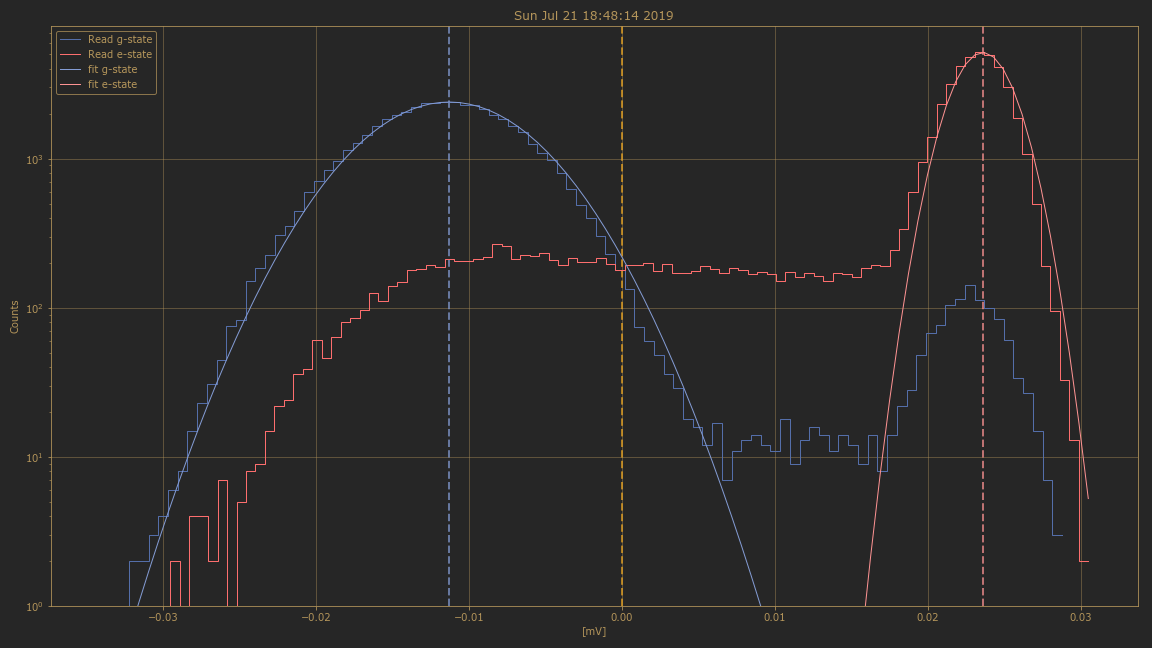 Sun Jul 21 18:48:14 2019
Read g-state
Read e-state
fit g-state
fit e-state
Counts
10³
10²
10¹
10⁰
−0.03
−0.02
−0.01
0.00
0.01
0.02
0.03
[mV]